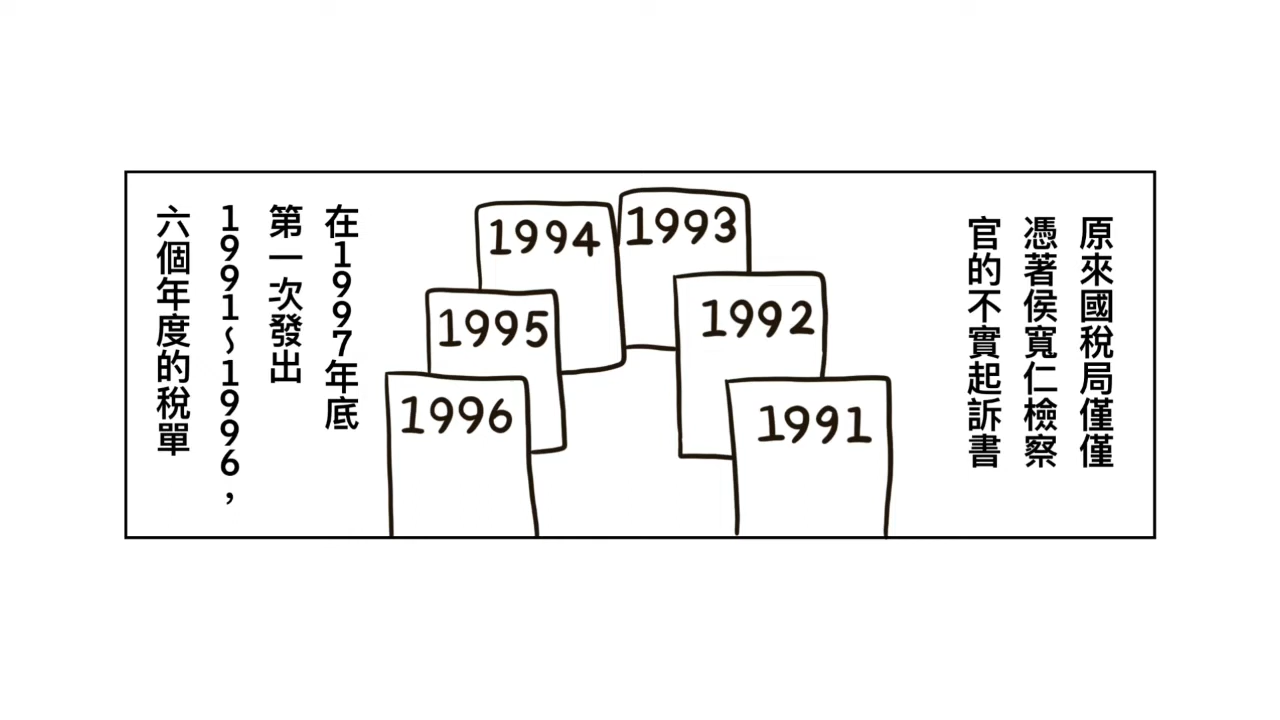 原來國稅局僅僅
憑著侯寬仁檢察
官的不實起訴書
1993
1994
1992
1995
1991
1996
在1997年底
第一次發出
1991~1996，
六個年度的稅單